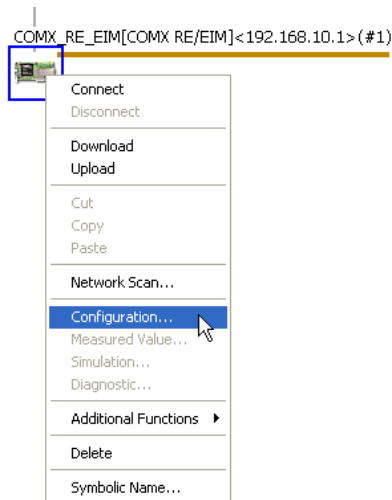 COMX_RE_EIM[COMX RE/EIM]<192.168.10.1>(#1)
Connect
Disconnect
Download
Upload
Cut
Copy
Paste
Network Scan...
Configuration...
Measured Value...
Simulation...
Diagnostic...
Additional Functions
Delete
Symbolic Name...